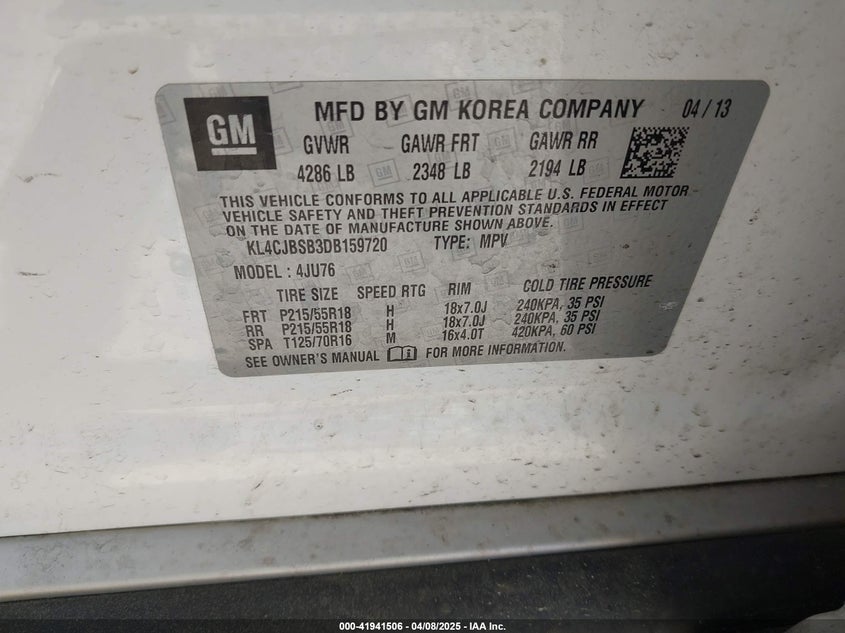 GM
MFD BY GM KOREA COMPANY 04/13
GVWR GAWR FRT GAWR RR
4286 LB 2348 LB 2194 LB
THIS VEHICLE CONFORMS TO ALL APPLICABLE U.S. FEDERAL MOTOR
VEHICLE SAFETY AND THEFT PREVENTION STANDARDS IN EFFECT
ON THE DATE OF MANUFACTURE SHOWN ABOVE.
KL4CJBSB3DB159720 TYPE: MPV
MODEL : 4JU76
TIRE SIZE SPEED RTG RIM COLD TIRE PRESSURE
FRT P215/55R18 H 18x7.0J 240KPA, 35 PSI
RR P215/55R18 H 18x7.0J 240KPA, 35 PSI
SPA T125/70R16 M 16x4.0T 420KPA, 60 PSI
SEE OWNER'S MANUAL FOR MORE INFORMATION.
000-41941506 - 04/08/2025 - IAA Inc.